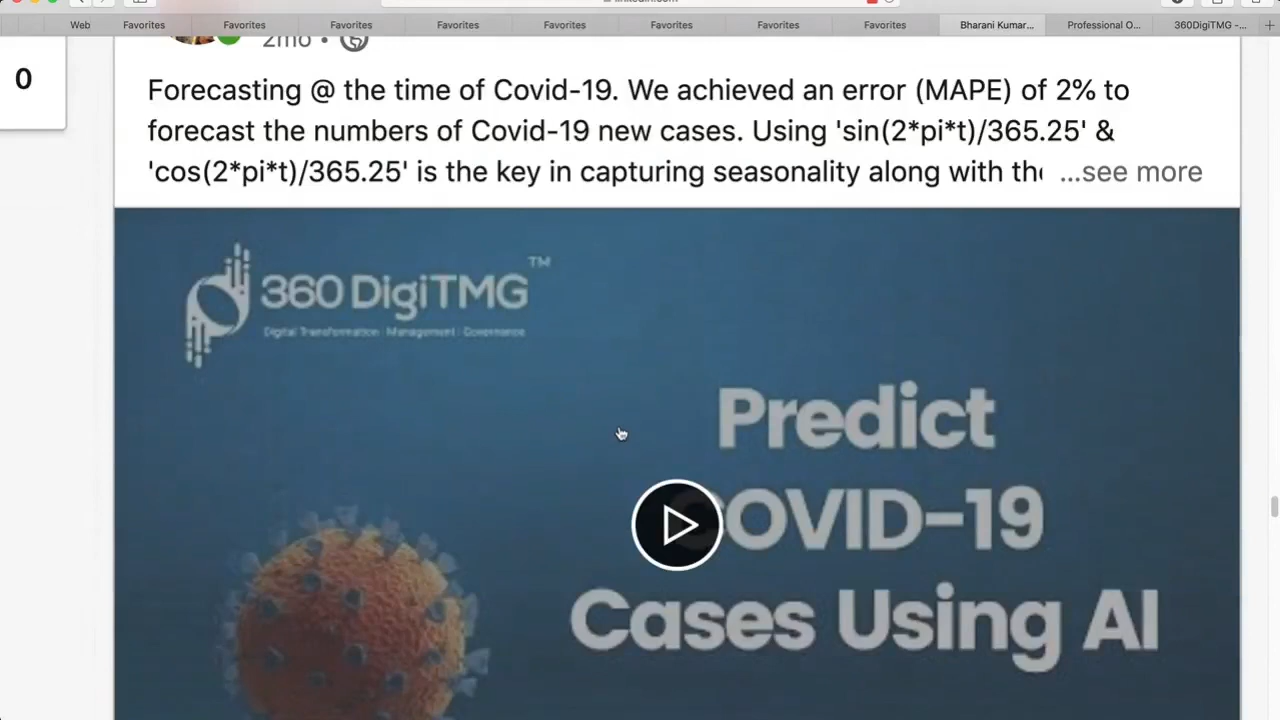 Web Favorites Favorites Favorites Favorites Favorites Favorites Favorites Favorites Bharani Kumar... Professional O... 360DigiTMG -...
0
2mo •
Forecasting @ the time of Covid-19. We achieved an error (MAPE) of 2% to
forecast the numbers of Covid-19 new cases. Using 'sin(2*pi*t)/365.25' &
'cos(2*pi*t)/365.25' is the key in capturing seasonality along with the ...see more
360 DigiTMG TM
Digital Transformation | Management | Governance
Predict
COVID-19
Cases Using AI